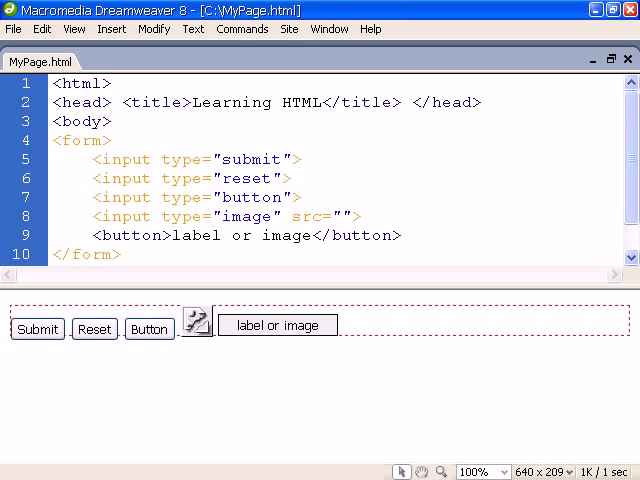 Macromedia Dreamweaver 8 - [C:\MyPage.html]
File Edit View Insert Modify Text Commands Site Window Help
MyPage.html
1 <html>
2 <head> <title>Learning HTML</title> </head>
3 <body>
4 <form>
5 <input type="submit">
6 <input type="reset">
7 <input type="button">
8 <input type="image" src="">
9 <button>label or image</button>
10 </form>
Submit Reset Button label or image
100% 640 x 209 1K / 1 sec